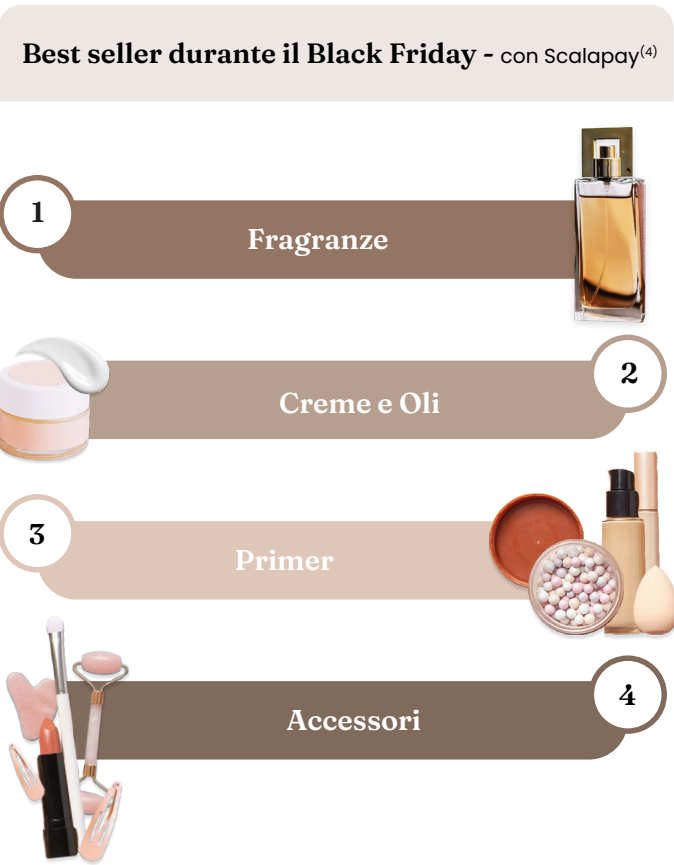 Best seller durante il Black Friday - con Scalapay(4)
1
Fragranze
2
Creme e Oli
3
Primer
4
Accessori